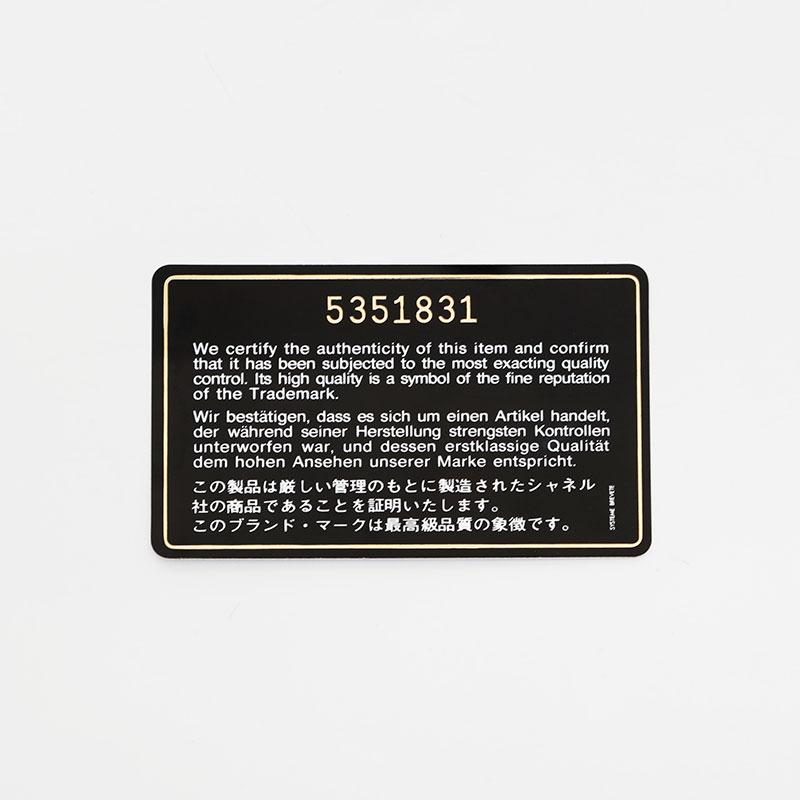 5351831
We certify the authenticity of this item and confirm
that it has been subjected to the most exacting quality
control. Its high quality is a symbol of the fine reputation
of the Trademark.
Wir bestätigen, dass es sich um einen Artikel handelt,
der während seiner Herstellung strengsten Kontrollen
unterworfen war, und dessen erstklassige Qualität
dem hohen Ansehen unserer Marke entspricht.
この製品は厳しい管理のもとに製造されたシャネル
社の商品であることを証明いたします。
このブランド・マークは最高級品質の象徴です。
SYSTEME BREVETE